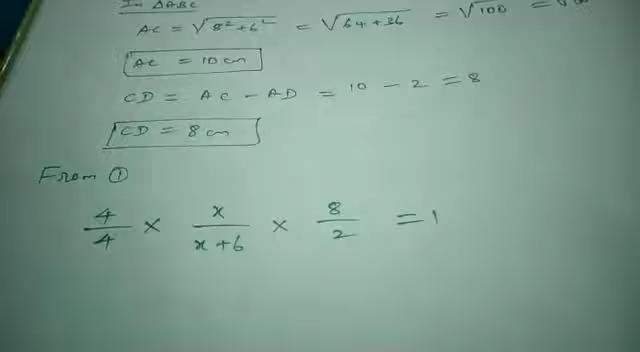 In △ABC
AC = √8²+6² = √64+36 = √100 =
AC = 10 cm
CD = AC - AD = 10 - 2 = 8
CD = 8 cm
From ①
4/4 × x/x+6 × 8/2 = 1